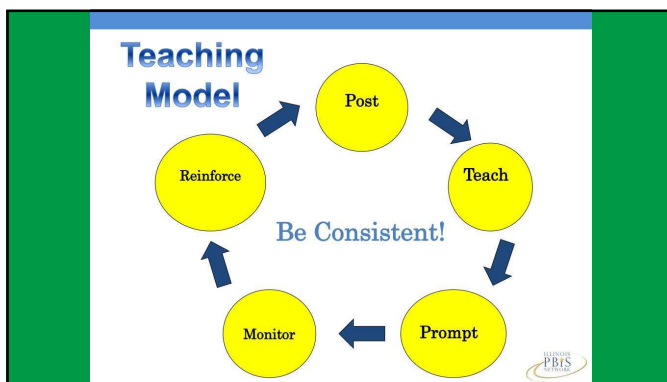 Teaching
Model
Post
Teach
Prompt
Monitor
Reinforce
Be Consistent!
ILLINOIS
PBiS
NETWORK